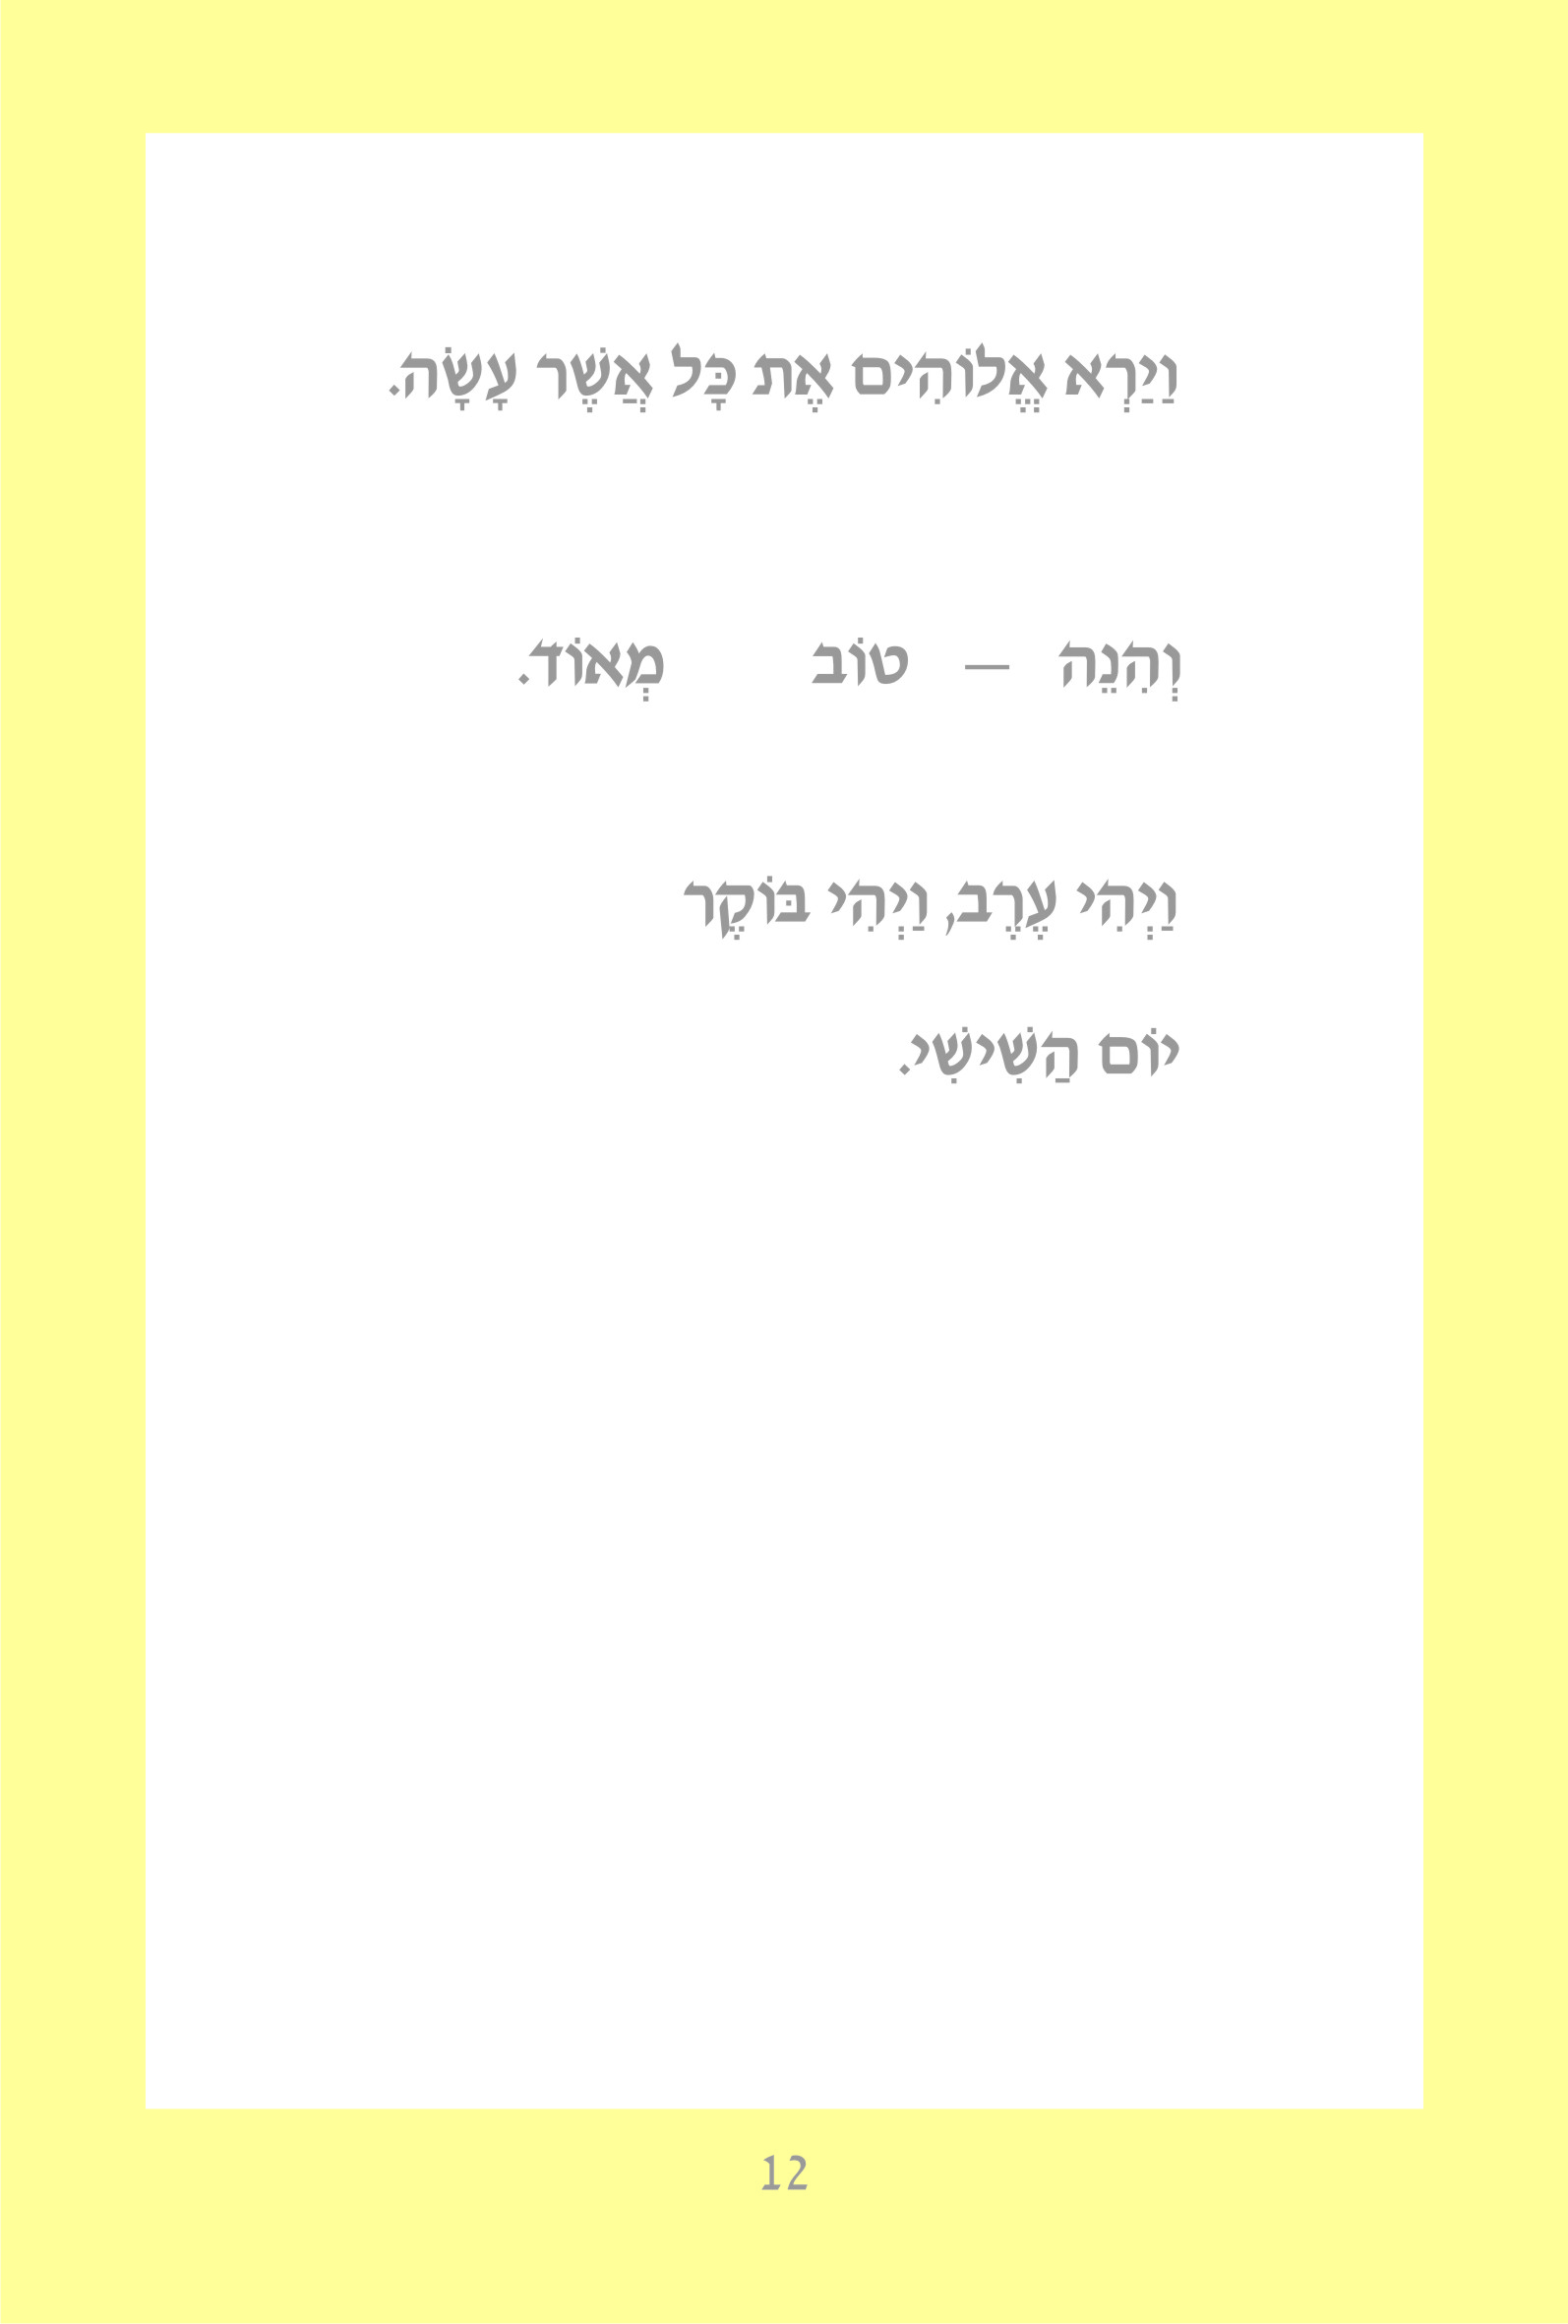 וַיַרְא אֱלוֹהִים אֶת כָּל אֲשֶׁר עָשָׂה.
וְהִנֵה — טוֹב מְאוֹד.
וַיְהִי עֶרֶב, וַיְהִי בּוֹקֶר
יוֹם הַשִׁישִׁי.
12